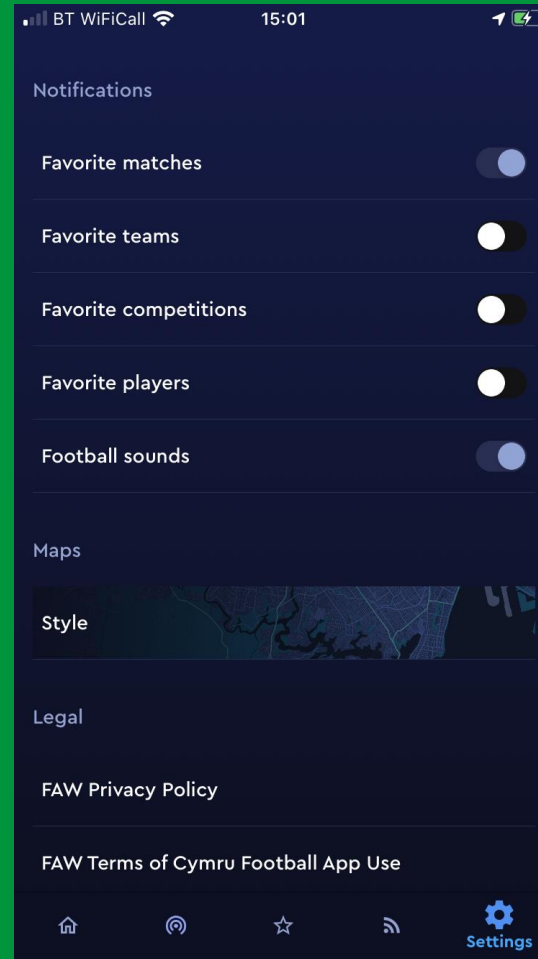 BT WiFiCall 15:01
Notifications
Favorite matches
Favorite teams
Favorite competitions
Favorite players
Football sounds
Maps
Style
Legal
FAW Privacy Policy
FAW Terms of Cymru Football App Use
Settings